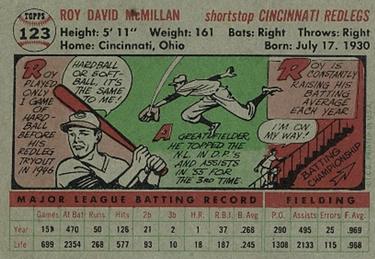 TOPPS
123
ROY DAVID McMILLAN shortstop CINCINNATI REDLEGS
Height: 5' 11" Weight: 161 Bats: Right Throws: Right
Home: Cincinnati, Ohio Born: July 17, 1930
ROY
PLAYED
ONLY 1
GAME OF
HARD-
BALL
BEFORE
HIS
REDLEGS
TRYOUT
IN 1946
HARDBALL
OR SOFT-
BALL, IT'S
THE SAME
TO ME!
A
GREAT FIELDER,
HE TOPPED THE
NL. IN D.P.'S
AND ASSISTS
IN '55 FOR
THE 3RD TIME.
ROY IS
CONSTANTLY
RAISING HIS
BATTING
AVERAGE
EACH YEAR
I'M ON
MY WAY!
BATTING
CHAMPIONSHIP
MAJOR LEAGUE BATTING RECORD FIELDING
Games At Bat Runs Hits 2b 3b H.R. R.B.I. B. Avg. P.O. Assists Errors F. Avg.
Year 151 470 50 126 21 2 1 37 .268 290 495 25 .969
Life 699 2354 268 577 93 10 18 187 .245 1308 2133 115 .968